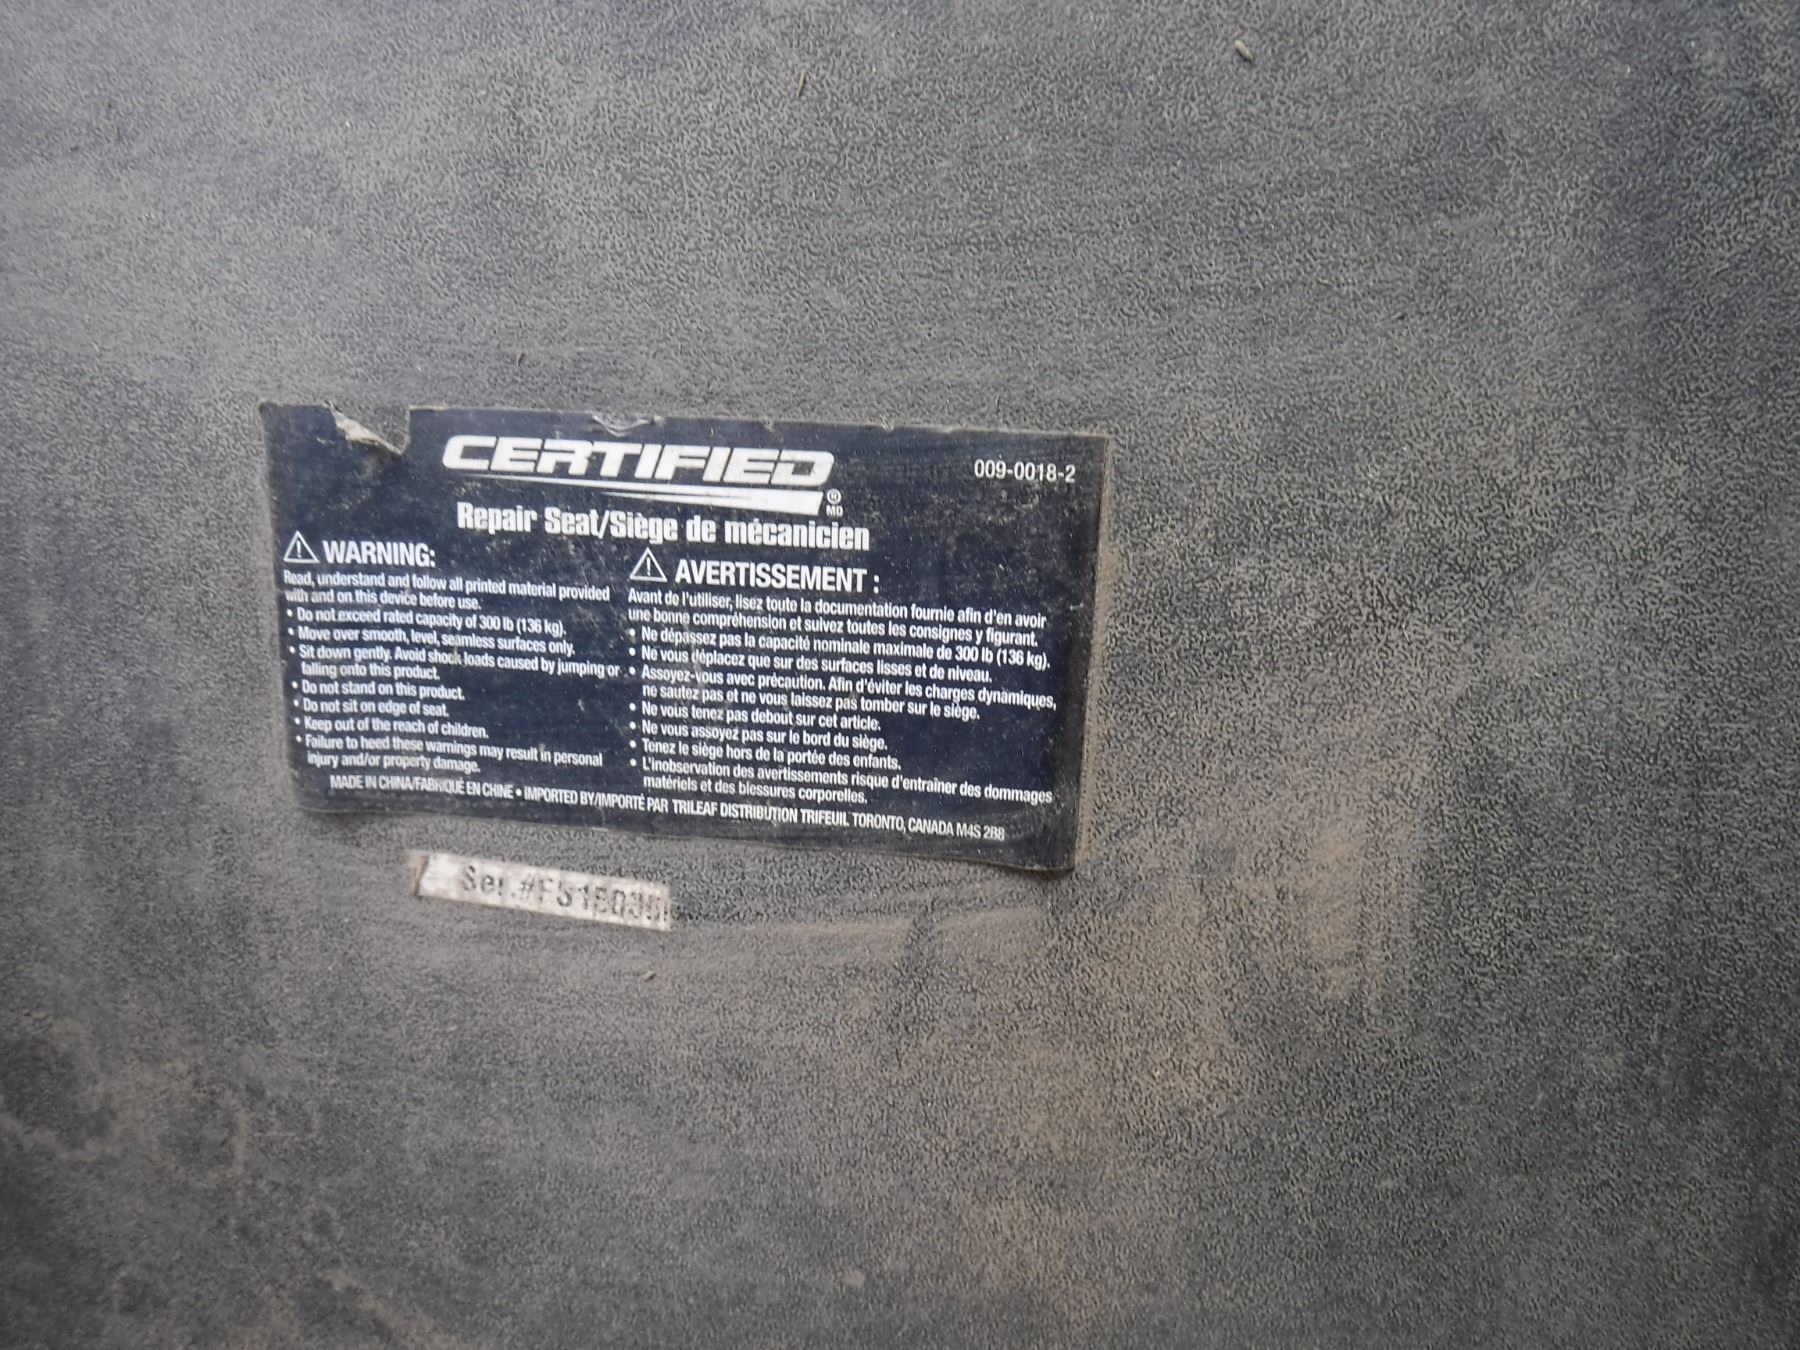 CERTIFIED
® MD
009-0018-2
Repair Seat/Siège de mécanicien
WARNING:
Read, understand and follow all printed material provided
with and on this device before use.
• Do not exceed rated capacity of 300 lb (136 kg).
• Move over smooth, level, seamless surfaces only.
• Sit down gently. Avoid shock loads caused by jumping or
falling onto this product.
• Do not stand on this product.
• Do not sit on edge of seat.
• Keep out of the reach of children.
• Failure to heed these warnings may result in personal
injury and/or property damage.
AVERTISSEMENT :
Avant de l'utiliser, lisez toute la documentation fournie afin d'en avoir
une bonne compréhension et suivez toutes les consignes y figurant.
• Ne dépassez pas la capacité nominale maximale de 300 lb (136 kg).
• Ne vous déplacez que sur des surfaces lisses et de niveau.
• Assoyez-vous avec précaution. Afin d'éviter les charges dynamiques,
ne sautez pas et ne vous laissez pas tomber sur le siège.
• Ne vous tenez pas debout sur cet article.
• Ne vous assoyez pas sur le bord du siège.
• Tenez le siège hors de la portée des enfants.
• L'inobservation des avertissements risque d'entraîner des dommages
matériels et des blessures corporelles.
MADE IN CHINA/FABRIQUÉ EN CHINE • IMPORTED BY/IMPORTÉ PAR TRILEAF DISTRIBUTION TRIFEUIL TORONTO, CANADA M4S 2B8
Ser.#